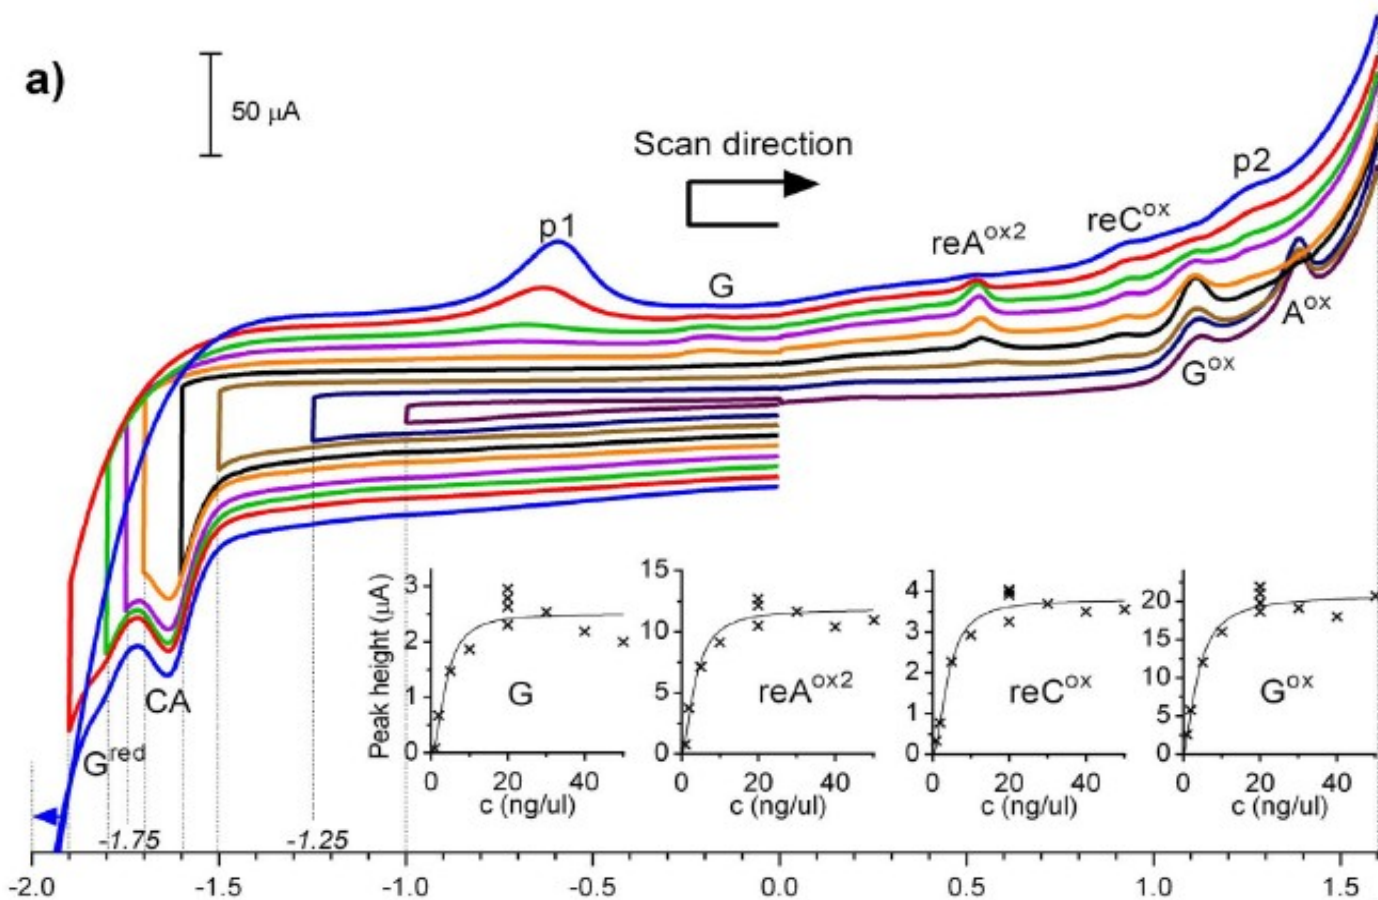 a)
50 μA
Scan direction
p1
G
reA^ox2
reC^ox
p2
A^ox
G^ox
CA
G^red
-1.75
-1.25
Peak height (μA)
3
2
1
0
G
0 20 40
c (ng/ul)
15
10
5
0
reA^ox2
0 20 40
c (ng/ul)
4
3
2
1
0
reC^ox
0 20 40
c (ng/ul)
20
15
10
5
0
G^ox
0 20 40
c (ng/ul)
-2.0 -1.5 -1.0 -0.5 0.0 0.5 1.0 1.5